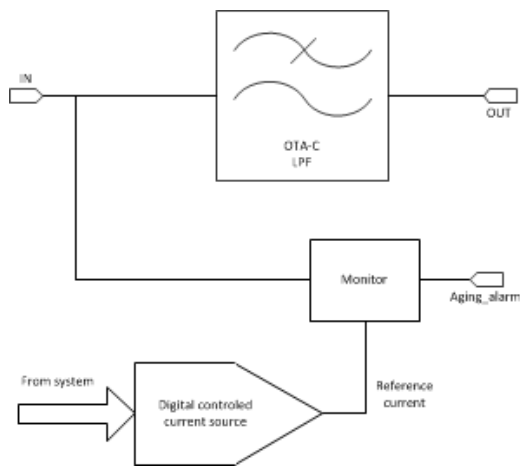 IN
OTA-C
LPF
OUT
Monitor
Aging_alarm
From system
Digital controled
current source
Reference
current